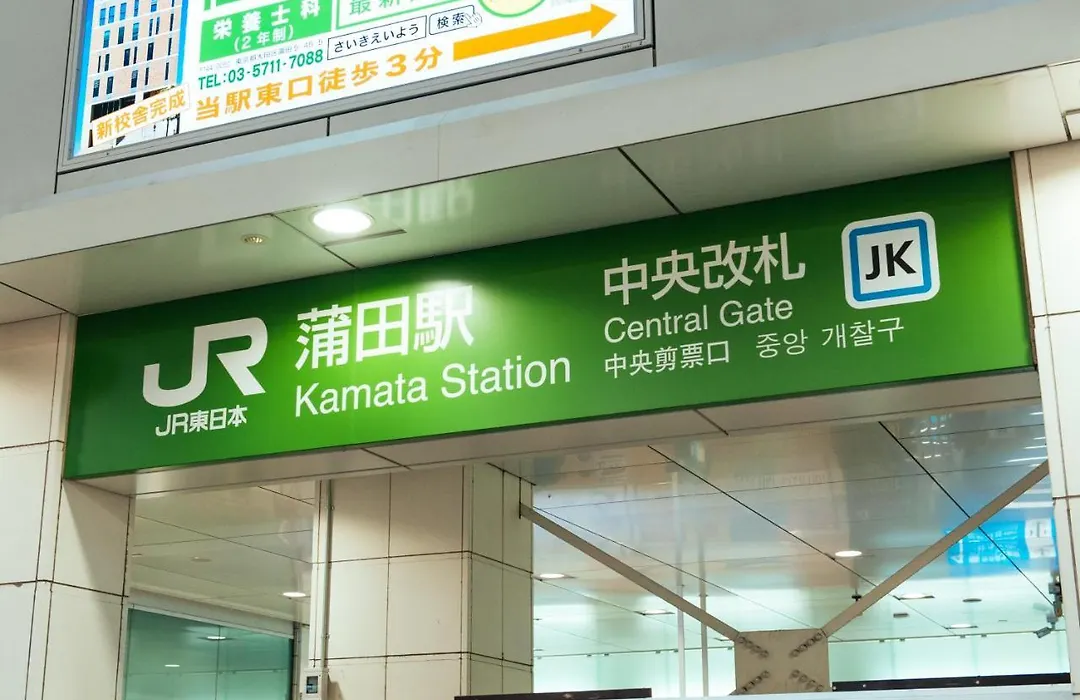 栄養士科
(2年制)
最新
さいきえいよう 検索
TEL:03-5711-7088
新校舎完成
当駅東口徒歩3分
JR
JR東日本
蒲田駅
Kamata Station
中央改札
Central Gate
中央剪票口 중앙 개찰구
JK